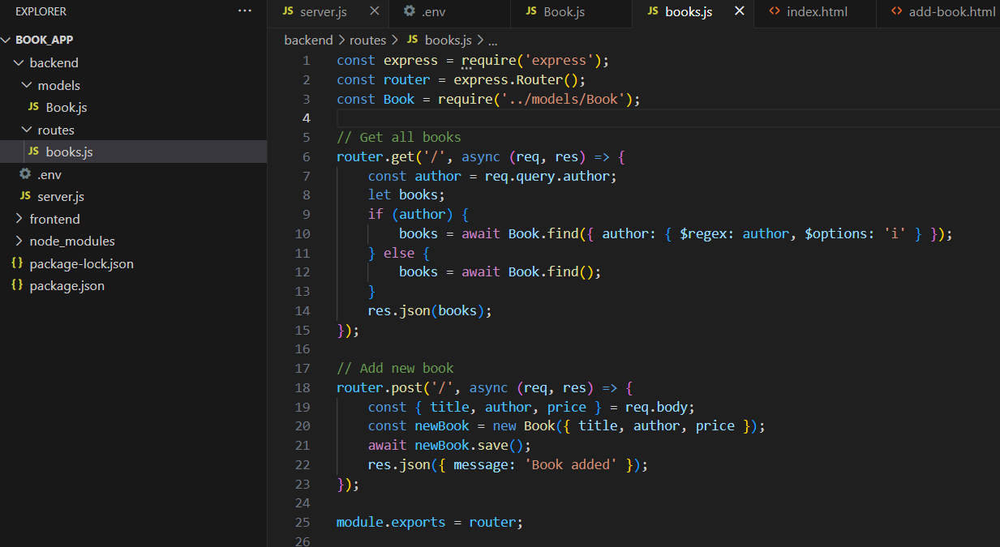 EXPLORER ...
BOOK_APP
backend
models
JS Book.js
routes
JS books.js
.env
JS server.js
frontend
node_modules
{} package-lock.json
{} package.json
JS server.js × .env JS Book.js JS books.js × <> index.html <> add-book.html
backend > routes > JS books.js > ...
1 const express = require('express');
2 const router = express.Router();
3 const Book = require('../models/Book');
4
5 // Get all books
6 router.get('/', async (req, res) => {
7     const author = req.query.author;
8     let books;
9     if (author) {
10         books = await Book.find({ author: { $regex: author, $options: 'i' } });
11     } else {
12         books = await Book.find();
13     }
14     res.json(books);
15 });
16
17 // Add new book
18 router.post('/', async (req, res) => {
19     const { title, author, price } = req.body;
20     const newBook = new Book({ title, author, price });
21     await newBook.save();
22     res.json({ message: 'Book added' });
23 });
24
25 module.exports = router;
26